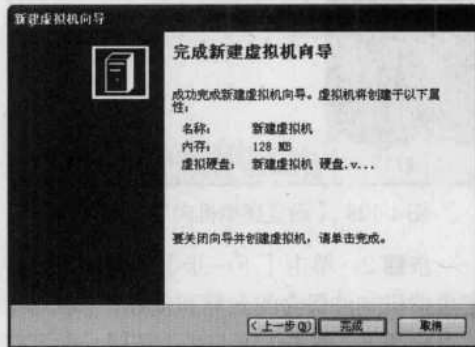 新建虚拟机向导
完成新建虚拟机向导
成功完成新建虚拟机向导。虚拟机将创建于以下属
性:
名称: 新建虚拟机
内存: 128 MB
虚拟硬盘: 新建虚拟机 硬盘.v...
要关闭向导并创建虚拟机，请单击完成。
<上一步(B) 完成 取消